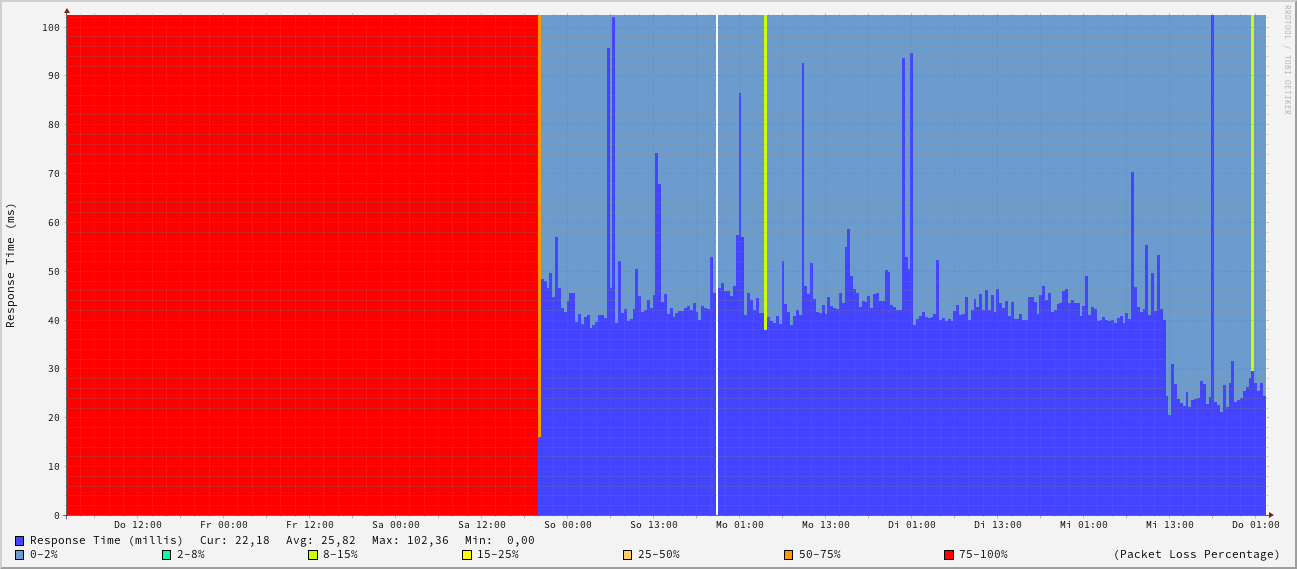 RRDTOOL / TOBI OETIKER
Response Time (ms)
100
90
80
70
60
50
40
30
20
10
0
Do 12:00 Fr 00:00 Fr 12:00 Sa 00:00 Sa 12:00 So 00:00 So 13:00 Mo 01:00 Mo 13:00 Di 01:00 Di 13:00 Mi 01:00 Mi 13:00 Do 01:00
Response Time (millis) Cur: 22,18 Avg: 25,82 Max: 102,36 Min: 0,00
0-2% 2-8% 8-15% 15-25% 25-50% 50-75% 75-100% (Packet Loss Percentage)